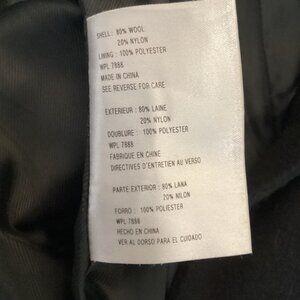 SHELL : 80% WOOL
20% NYLON
LINING : 100% POLYESTER
WPL 7888
MADE IN CHINA
SEE REVERSE FOR CARE
EXTERIEUR : 80% LAINE
20% NYLON
DOUBLURE : 100% POLYESTER
WPL 7888
FABRIQUE EN CHINE
DIRECTIVES D'ENTRETIEN AU VERSO
PARTE EXTERIOR : 80% LANA
20% NILON
FORRO : 100% POLIESTER
WPL 7888
HECHO EN CHINA
VER AL DORSO PARA EL CUIDADO